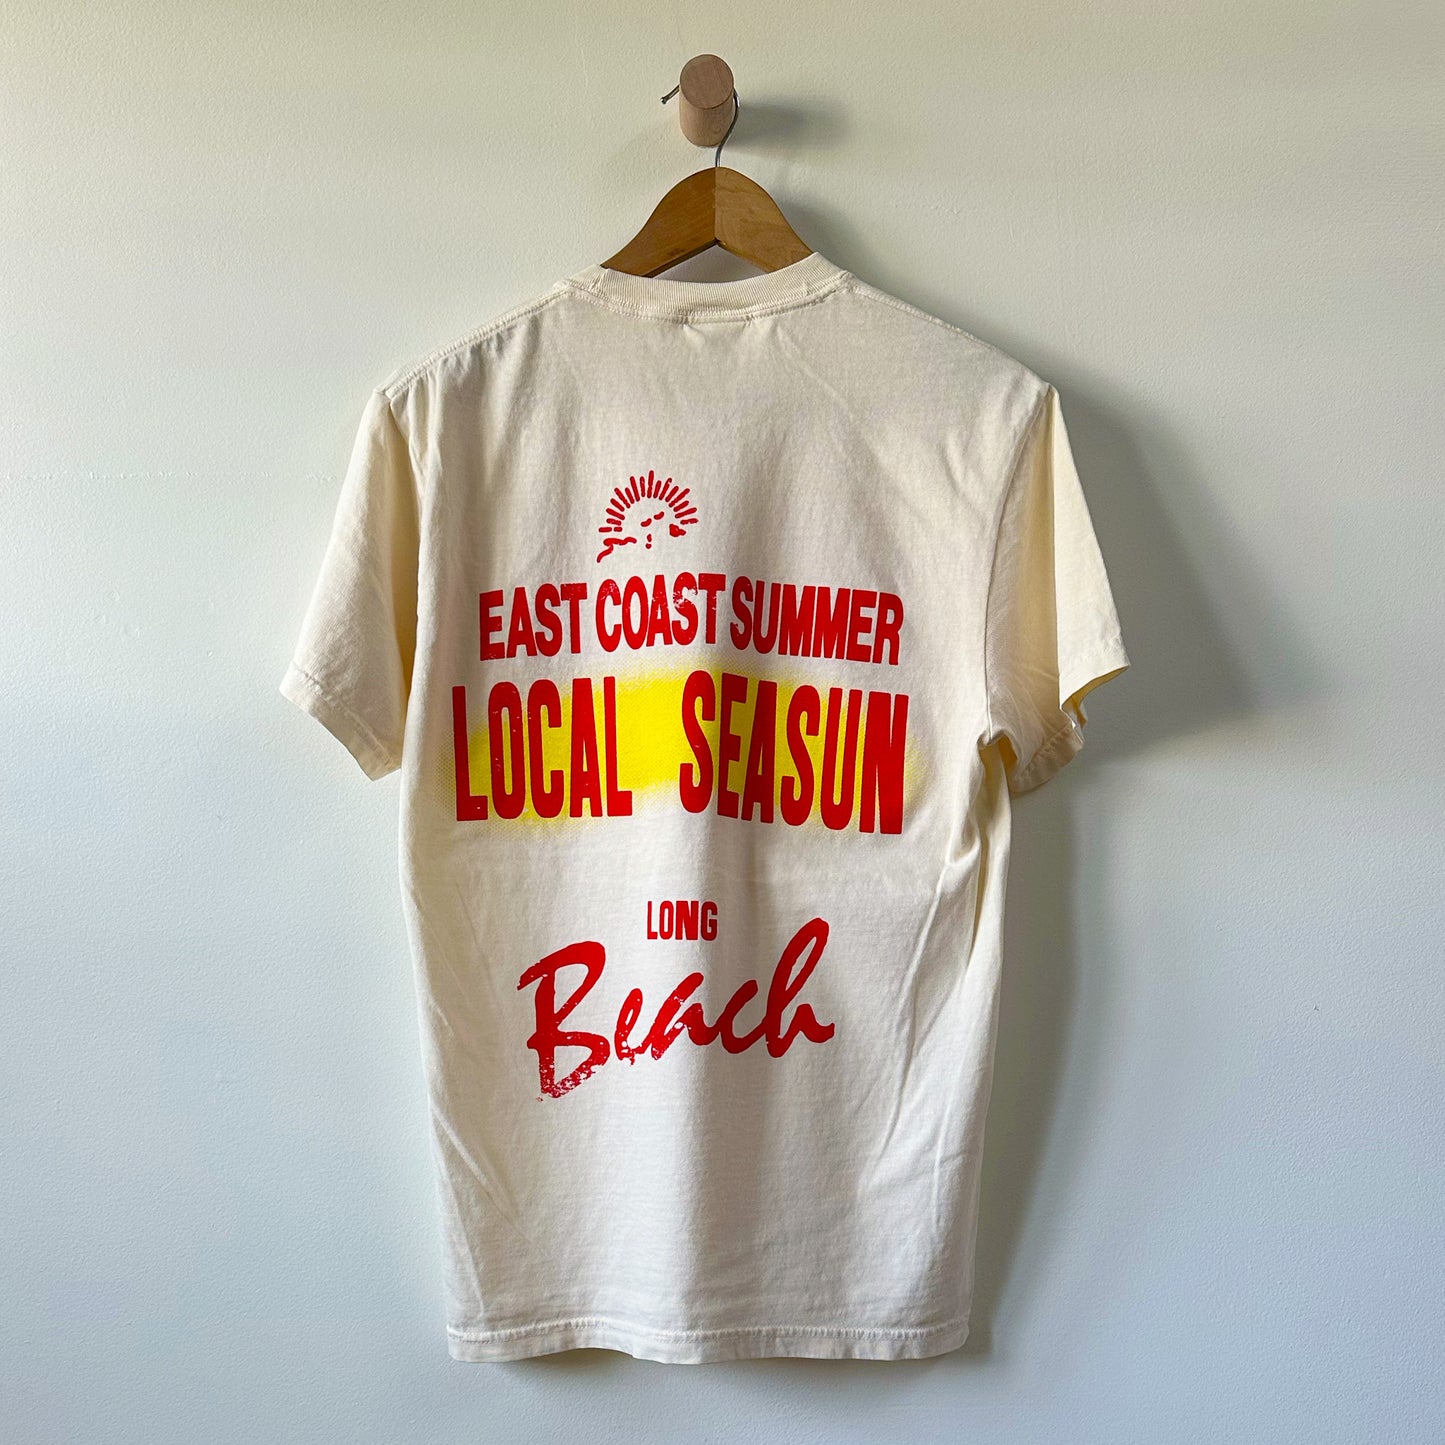 EAST COAST SUMMER
LOCAL SEASUN
LONG
Beach